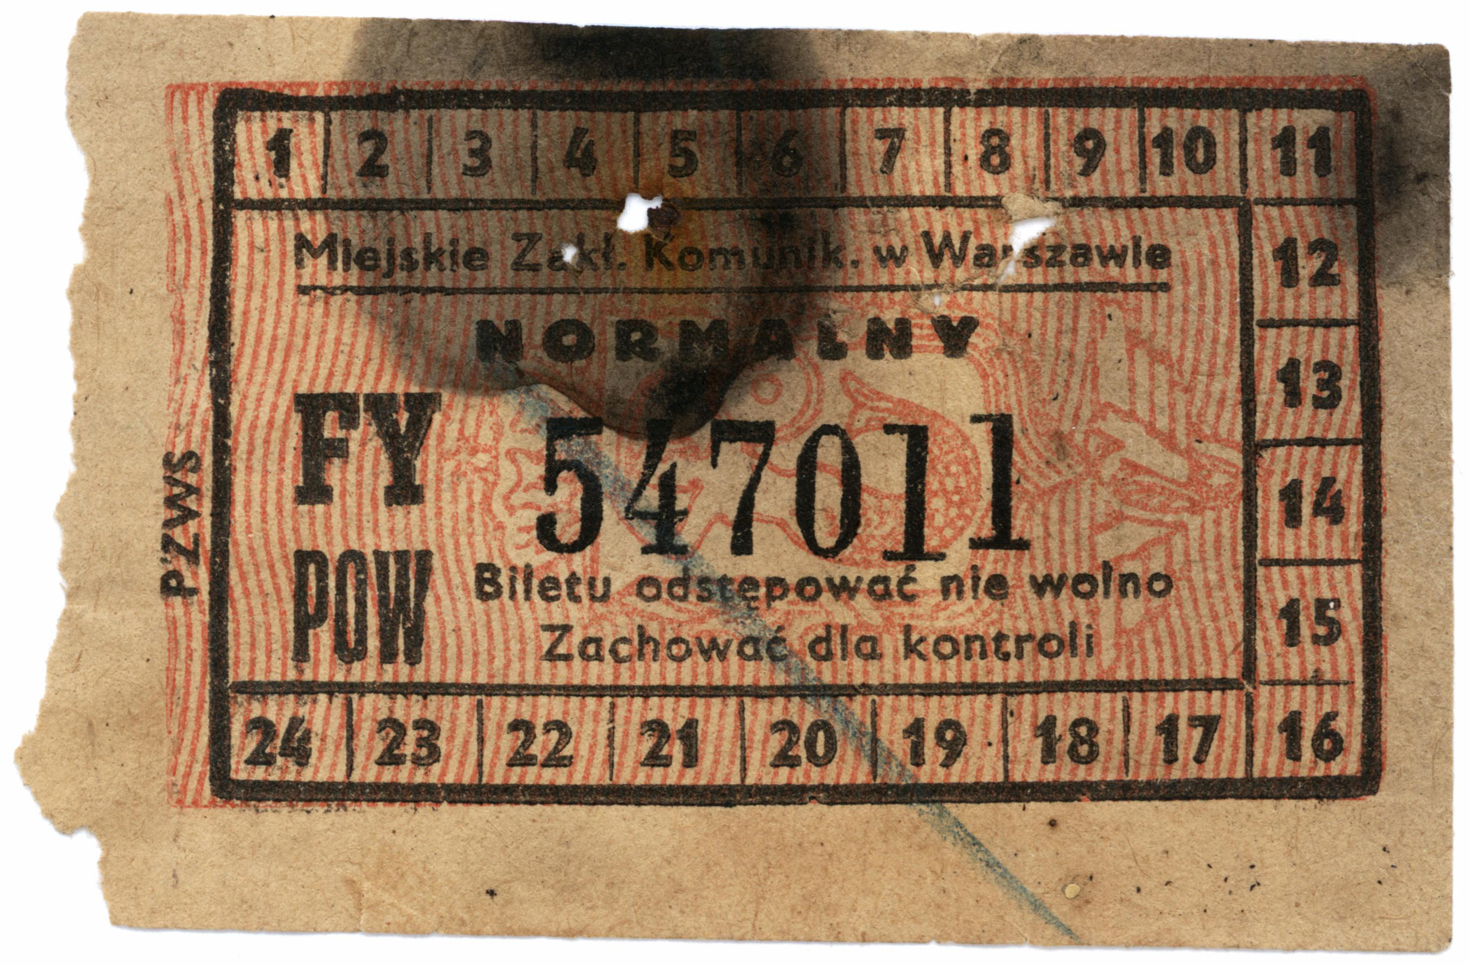 1 2 3 4 5 6 7 8 9 10 11
Miejskie Zakł. Komunik. w Warszawie
12
NORMALNY
13
FY 547011
14
PZWS
POW
Biletu odstępować nie wolno
15
Zachować dla kontroli
24 23 22 21 20 19 18 17 16